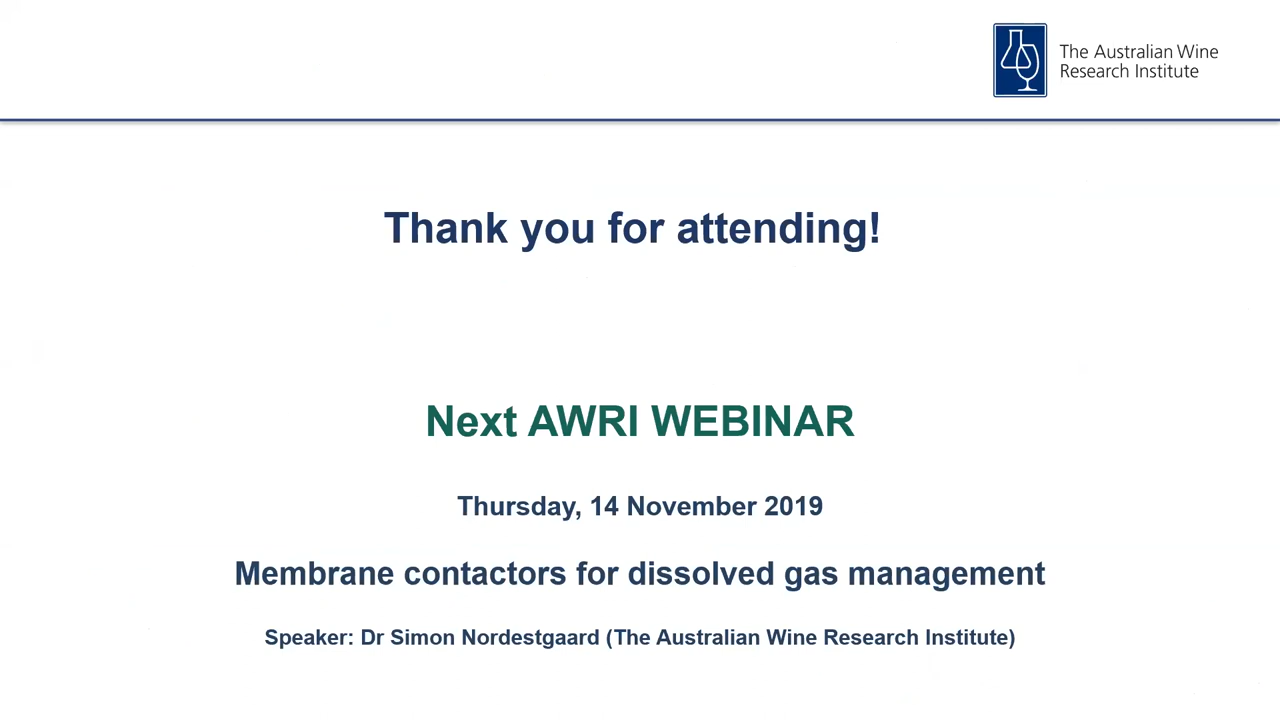 The Australian Wine
Research Institute
Thank you for attending!
Next AWRI WEBINAR
Thursday, 14 November 2019
Membrane contactors for dissolved gas management
Speaker: Dr Simon Nordestgaard (The Australian Wine Research Institute)